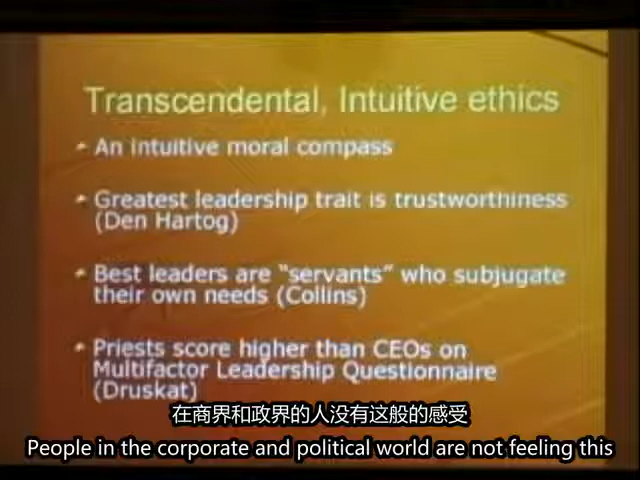 Transcendental, Intuitive ethics
An intuitive moral compass
Greatest leadership trait is trustworthiness
(Den Hartog)
Best leaders are "servants" who subjugate
their own needs (Collins)
Priests score higher than CEOs on
Multifactor Leadership Questionnaire
(Druskat)
在商界和政界的人没有这般的感受
People in the corporate and political world are not feeling this